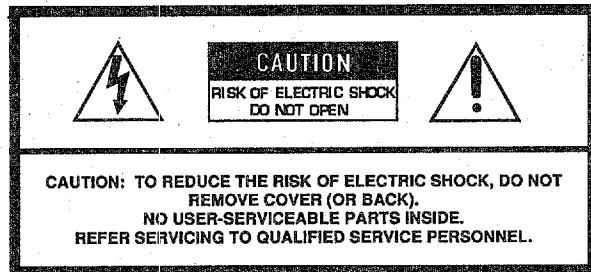 CAUTION
RISK OF ELECTRIC SHOCK
DO NOT OPEN
CAUTION: TO REDUCE THE RISK OF ELECTRIC SHOCK, DO NOT
REMOVE COVER (OR BACK).
NO USER-SERVICEABLE PARTS INSIDE.
REFER SERVICING TO QUALIFIED SERVICE PERSONNEL.